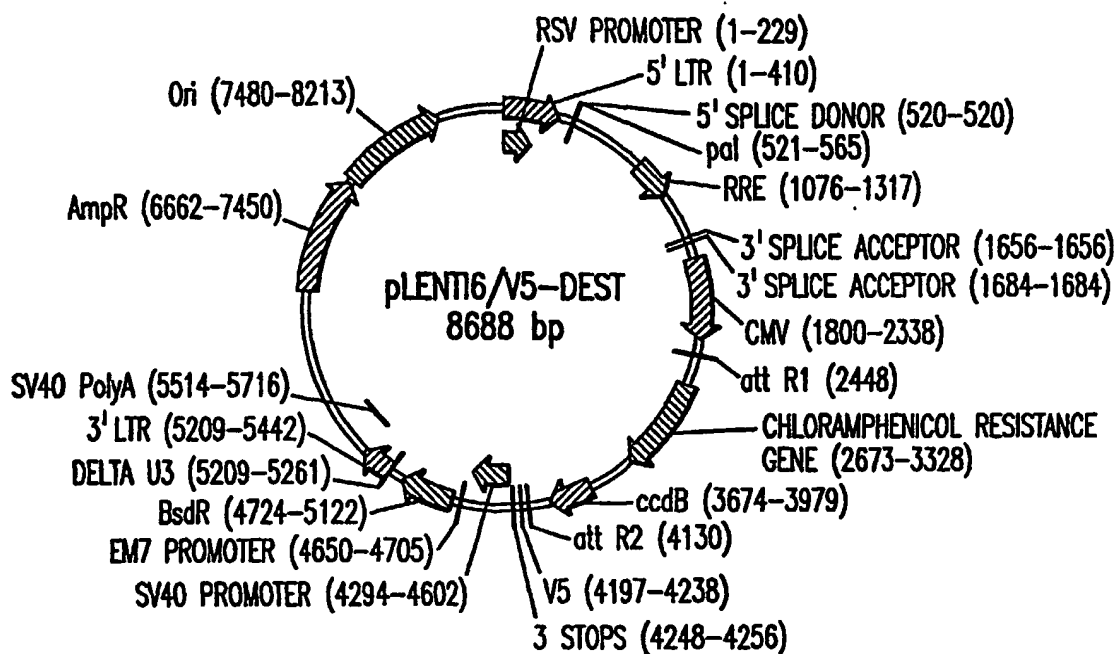 RSV PROMOTER (1-229)
5' LTR (1-410)
5' SPLICE DONOR (520-520)
pal (521-565)
RRE (1076-1317)
3' SPLICE ACCEPTOR (1656-1656)
3' SPLICE ACCEPTOR (1684-1684)
CMV (1800-2338)
att R1 (2448)
CHLORAMPHENICOL RESISTANCE
GENE (2673-3328)
ccdB (3674-3979)
att R2 (4130)
V5 (4197-4238)
3 STOPS (4248-4256)
SV40 PROMOTER (4294-4602)
EM7 PROMOTER (4650-4705)
BsdR (4724-5122)
DELTA U3 (5209-5261)
3' LTR (5209-5442)
SV40 PolyA (5514-5716)
AmpR (6662-7450)
Ori (7480-8213)
pLENTI6/V5-DEST
8688 bp